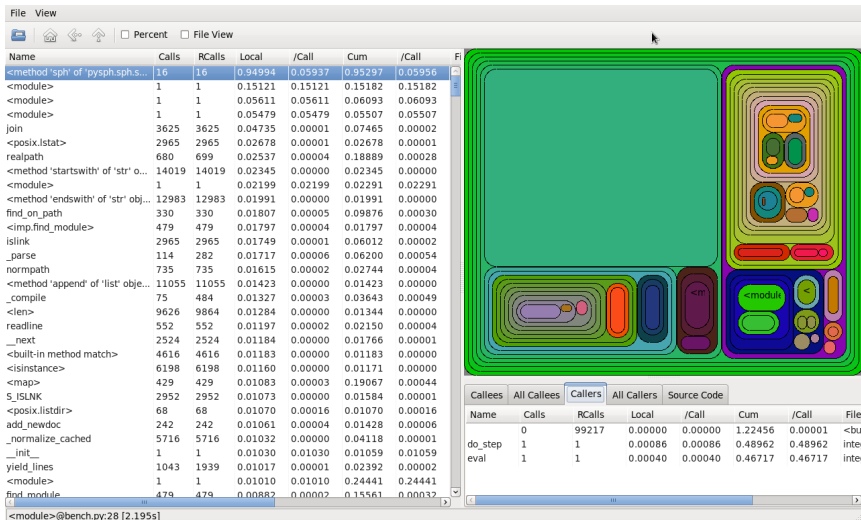 File View
Percent File View
Name Calls RCalls Local /Call Cum /Call Fi
<method 'sph' of 'pysph.sph.s... 16 16 0.94994 0.05937 0.95297 0.05956
<module> 1 1 0.15121 0.15121 0.15182 0.15182
<module> 1 1 0.05611 0.05611 0.06093 0.06093
<module> 1 1 0.05479 0.05479 0.05507 0.05507
join 3625 3625 0.04735 0.00001 0.07465 0.00002
<posix.lstat> 2965 2965 0.02678 0.00001 0.02678 0.00001
realpath 680 699 0.02537 0.00004 0.18889 0.00028
<method 'startswith' of 'str' o... 14019 14019 0.02345 0.00000 0.02345 0.00000
<module> 1 1 0.02199 0.02199 0.02291 0.02291
<method 'endswith' of 'str' obj... 12983 12983 0.01991 0.00000 0.01991 0.00000
find_on_path 330 330 0.01807 0.00005 0.09876 0.00030
<imp.find_module> 479 479 0.01797 0.00004 0.01797 0.00004
islink 2965 2965 0.01749 0.00001 0.06012 0.00002
_parse 114 282 0.01717 0.00006 0.06200 0.00054
normpath 735 735 0.01615 0.00002 0.02744 0.00004
<method 'append' of 'list' obje... 11055 11055 0.01423 0.00000 0.01423 0.00000
_compile 75 484 0.01327 0.00003 0.03643 0.00049
<len> 9626 9864 0.01284 0.00000 0.01344 0.00000
readline 552 552 0.01197 0.00002 0.02150 0.00004
__next 2524 2524 0.01184 0.00000 0.01766 0.00001
<built-in method match> 4616 4616 0.01183 0.00000 0.01183 0.00000
<isinstance> 6198 6198 0.01160 0.00000 0.01171 0.00000
<map> 429 429 0.01083 0.00003 0.19067 0.00044
S_ISLNK 2952 2952 0.01073 0.00000 0.01584 0.00001
<posix.listdir> 68 68 0.01070 0.00016 0.01070 0.00016
add_newdoc 242 242 0.01061 0.00004 0.01428 0.00006
_normalize_cached 5716 5716 0.01032 0.00000 0.04118 0.00001
__init__ 1 1 0.01030 0.01030 0.01059 0.01059
yield_lines 1043 1939 0.01017 0.00001 0.02392 0.00002
<module> 1 1 0.01010 0.01010 0.24441 0.24441
find_module 479 479 0.00882 0.00002 0.15561 0.00032
<module>@bench.py:28 [2.195s]
<m
<module
<
Callees All Callees Callers All Callers Source Code
Name Calls RCalls Local /Call Cum /Call File
0 99217 0.00000 0.00000 1.22456 0.00001 <bu
do_step 1 1 0.00086 0.00086 0.48962 0.48962 inte
eval 1 1 0.00040 0.00040 0.46717 0.46717 inte